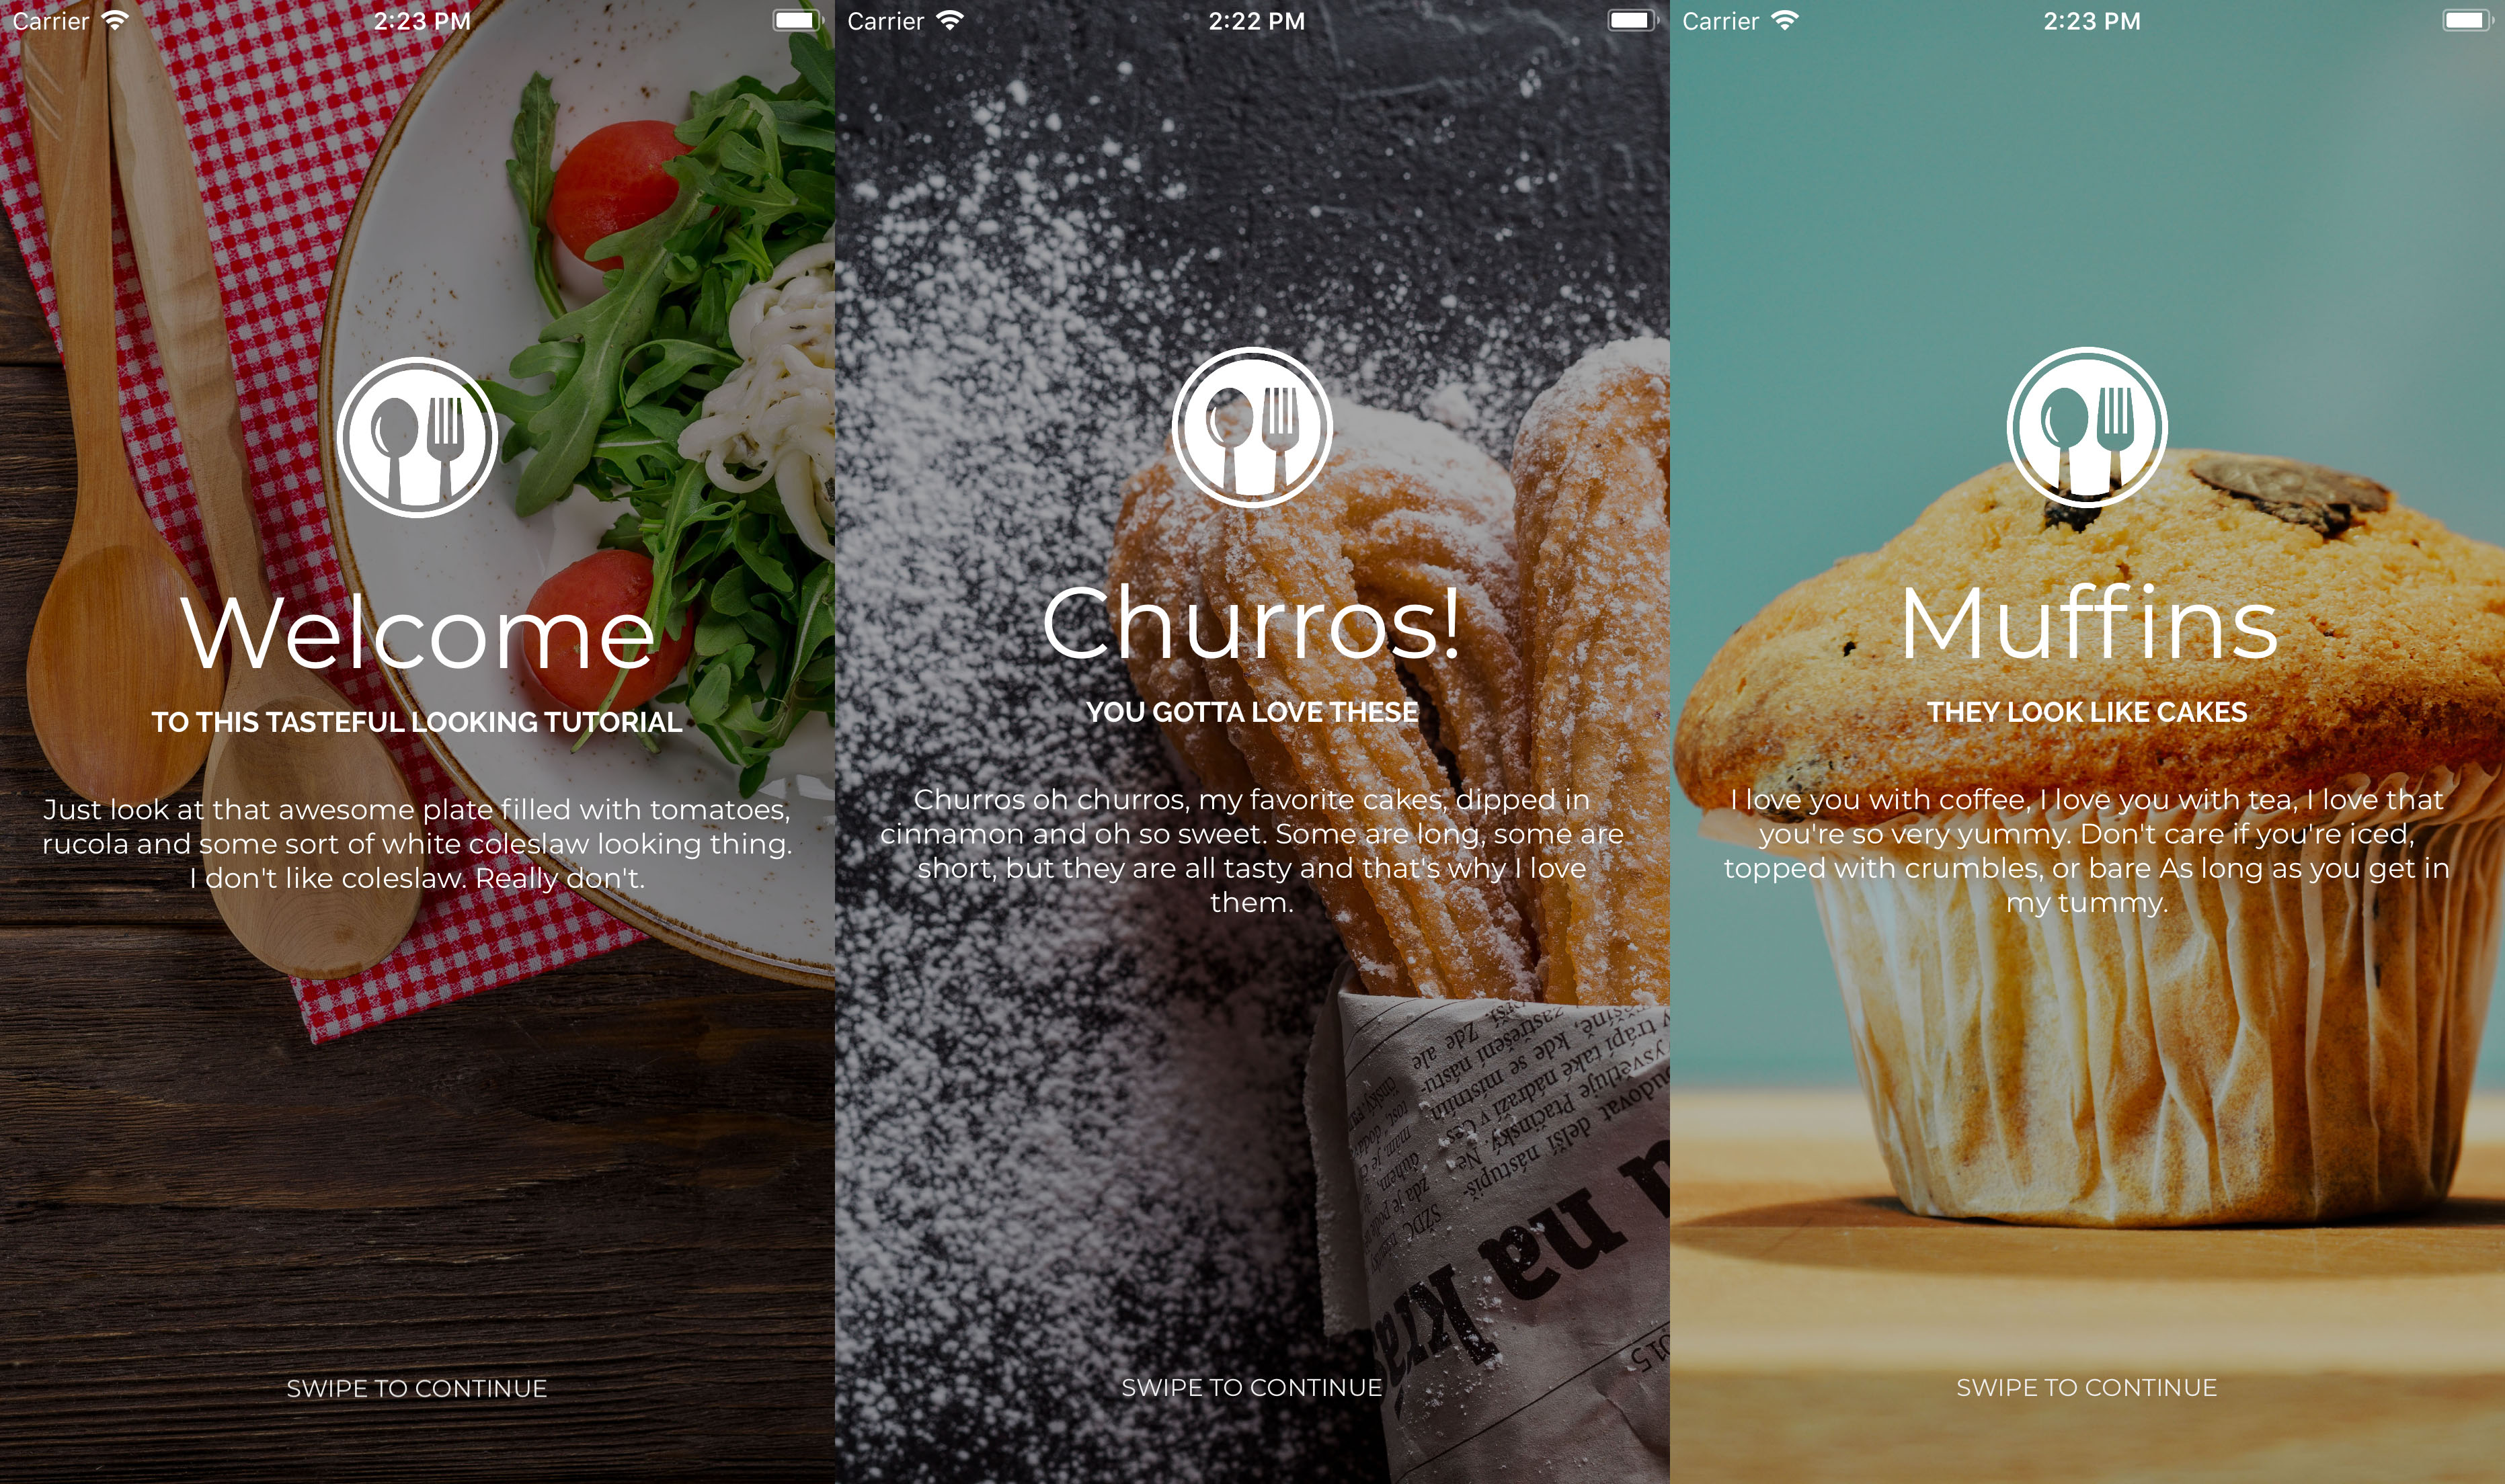 Carrier 2:23 PM
Welcome
TO THIS TASTEFUL LOOKING TUTORIAL
Just look at that awesome plate filled with tomatoes,
rucola and some sort of white coleslaw looking thing.
I don't like coleslaw. Really don't.
SWIPE TO CONTINUE
Carrier 2:22 PM
Churros!
YOU GOTTA LOVE THESE
Churros oh churros, my favorite cakes, dipped in
cinnamon and oh so sweet. Some are long, some are
short, but they are all tasty and that's why I love
them.
na
SWIPE TO CONTINUE
Carrier 2:23 PM
Muffins
THEY LOOK LIKE CAKES
I love you with coffee, I love you with tea, I love that
you're so very yummy. Don't care if you're iced,
topped with crumbles, or bare As long as you get in
my tummy.
SWIPE TO CONTINUE